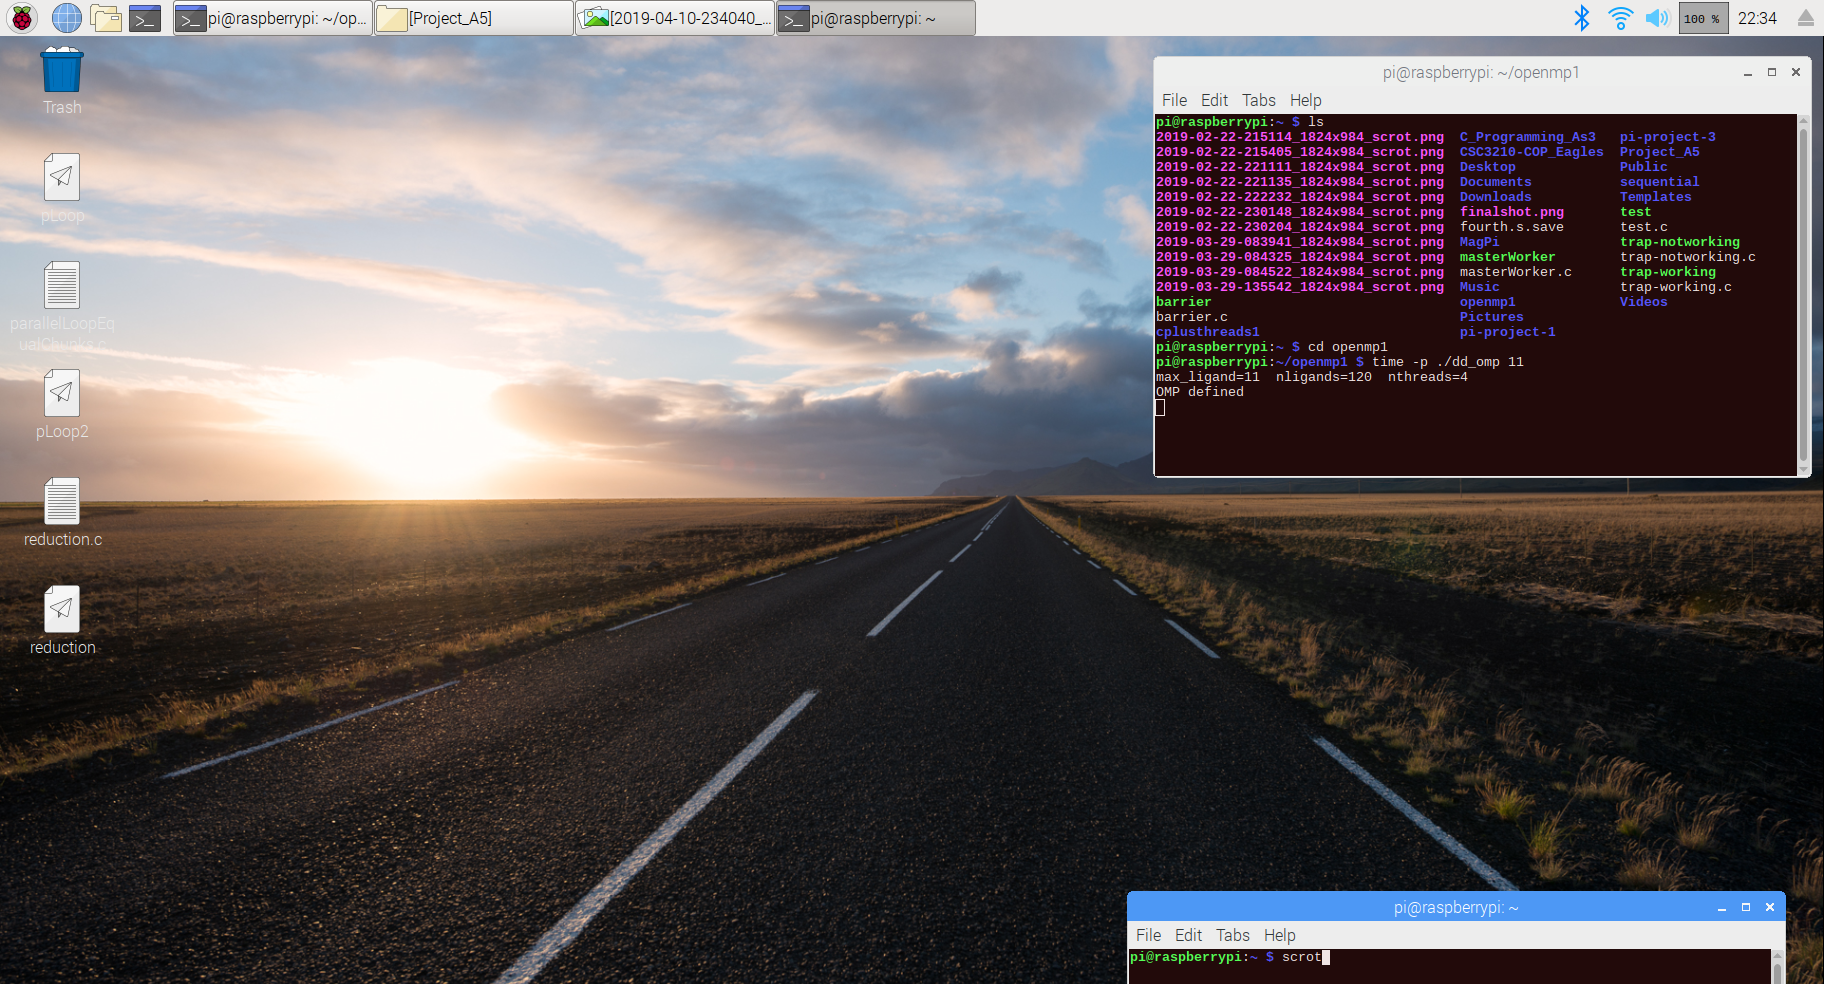 pi@raspberrypi: ~/op... [Project_A5] [2019-04-10-234040_... pi@raspberrypi: ~ 100 % 22:34
Trash
pLoop
parallelLoopEq
ualChunks.c
pLoop2
reduction.c
reduction
pi@raspberrypi: ~/openmp1
File Edit Tabs Help
pi@raspberrypi:~ $ ls
2019-02-22-215114_1824x984_scrot.png C_Programming_As3 pi-project-3
2019-02-22-215405_1824x984_scrot.png CSC3210-COP_Eagles Project_A5
2019-02-22-221111_1824x984_scrot.png Desktop Public
2019-02-22-221135_1824x984_scrot.png Documents sequential
2019-02-22-222232_1824x984_scrot.png Downloads Templates
2019-02-22-230148_1824x984_scrot.png finalshot.png test
2019-02-22-230204_1824x984_scrot.png fourth.s.save test.c
2019-03-29-083941_1824x984_scrot.png MagPi trap-notworking
2019-03-29-084325_1824x984_scrot.png masterWorker trap-notworking.c
2019-03-29-084522_1824x984_scrot.png masterWorker.c trap-working
2019-03-29-135542_1824x984_scrot.png Music trap-working.c
barrier openmp1 Videos
barrier.c Pictures
cplusthreads1 pi-project-1
pi@raspberrypi:~ $ cd openmp1
pi@raspberrypi:~/openmp1 $ time -p ./dd_omp 11
max_ligand=11 nligands=120 nthreads=4
OMP defined
pi@raspberrypi: ~
File Edit Tabs Help
pi@raspberrypi:~ $ scrot